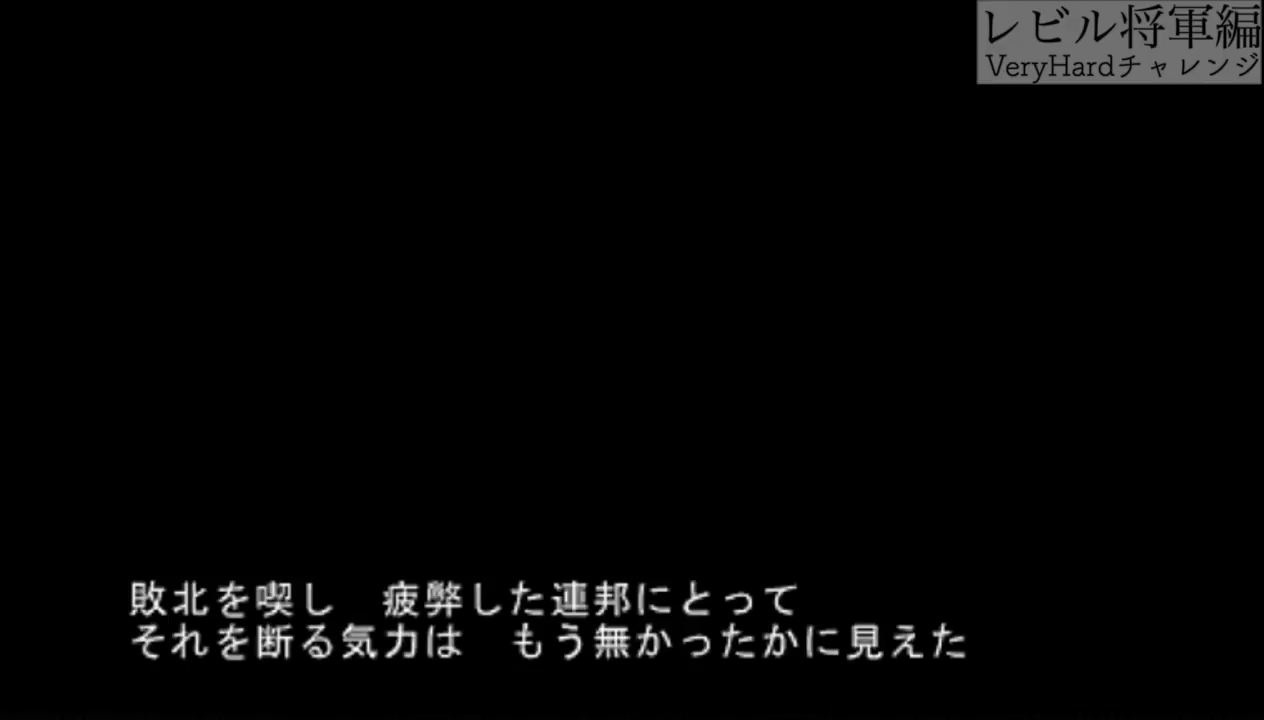 レビル将軍編
VeryHardチャレンジ
敗北を喫し　疲弊した連邦にとって
それを断る気力は　もう無かったかに見えた